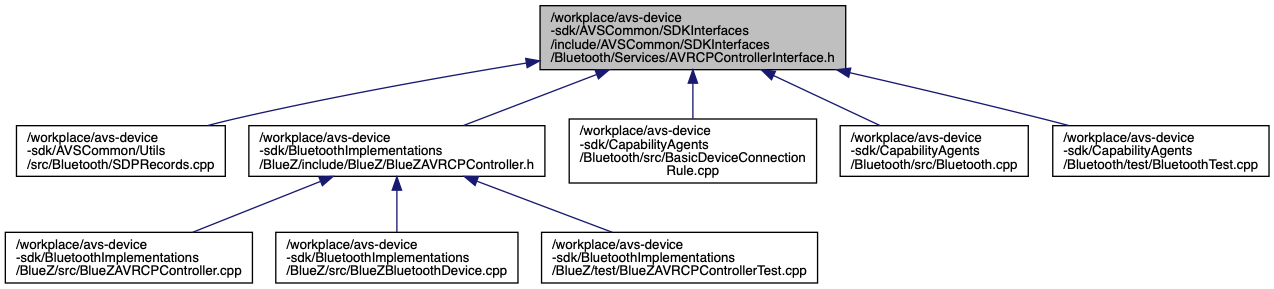 /workplace/avs-device
-sdk/AVSCommon/SDKInterfaces
/include/AVSCommon/SDKInterfaces
/Bluetooth/Services/AVRCPControllerInterface.h
/workplace/avs-device
-sdk/AVSCommon/Utils
/src/Bluetooth/SDPRecords.cpp
/workplace/avs-device
-sdk/BluetoothImplementations
/BlueZ/include/BlueZ/BlueZAVRCPController.h
/workplace/avs-device
-sdk/CapabilityAgents
/Bluetooth/src/BasicDeviceConnection
Rule.cpp
/workplace/avs-device
-sdk/CapabilityAgents
/Bluetooth/src/Bluetooth.cpp
/workplace/avs-device
-sdk/CapabilityAgents
/Bluetooth/test/BluetoothTest.cpp
/workplace/avs-device
-sdk/BluetoothImplementations
/BlueZ/src/BlueZAVRCPController.cpp
/workplace/avs-device
-sdk/BluetoothImplementations
/BlueZ/src/BlueZBluetoothDevice.cpp
/workplace/avs-device
-sdk/BluetoothImplementations
/BlueZ/test/BlueZAVRCPControllerTest.cpp